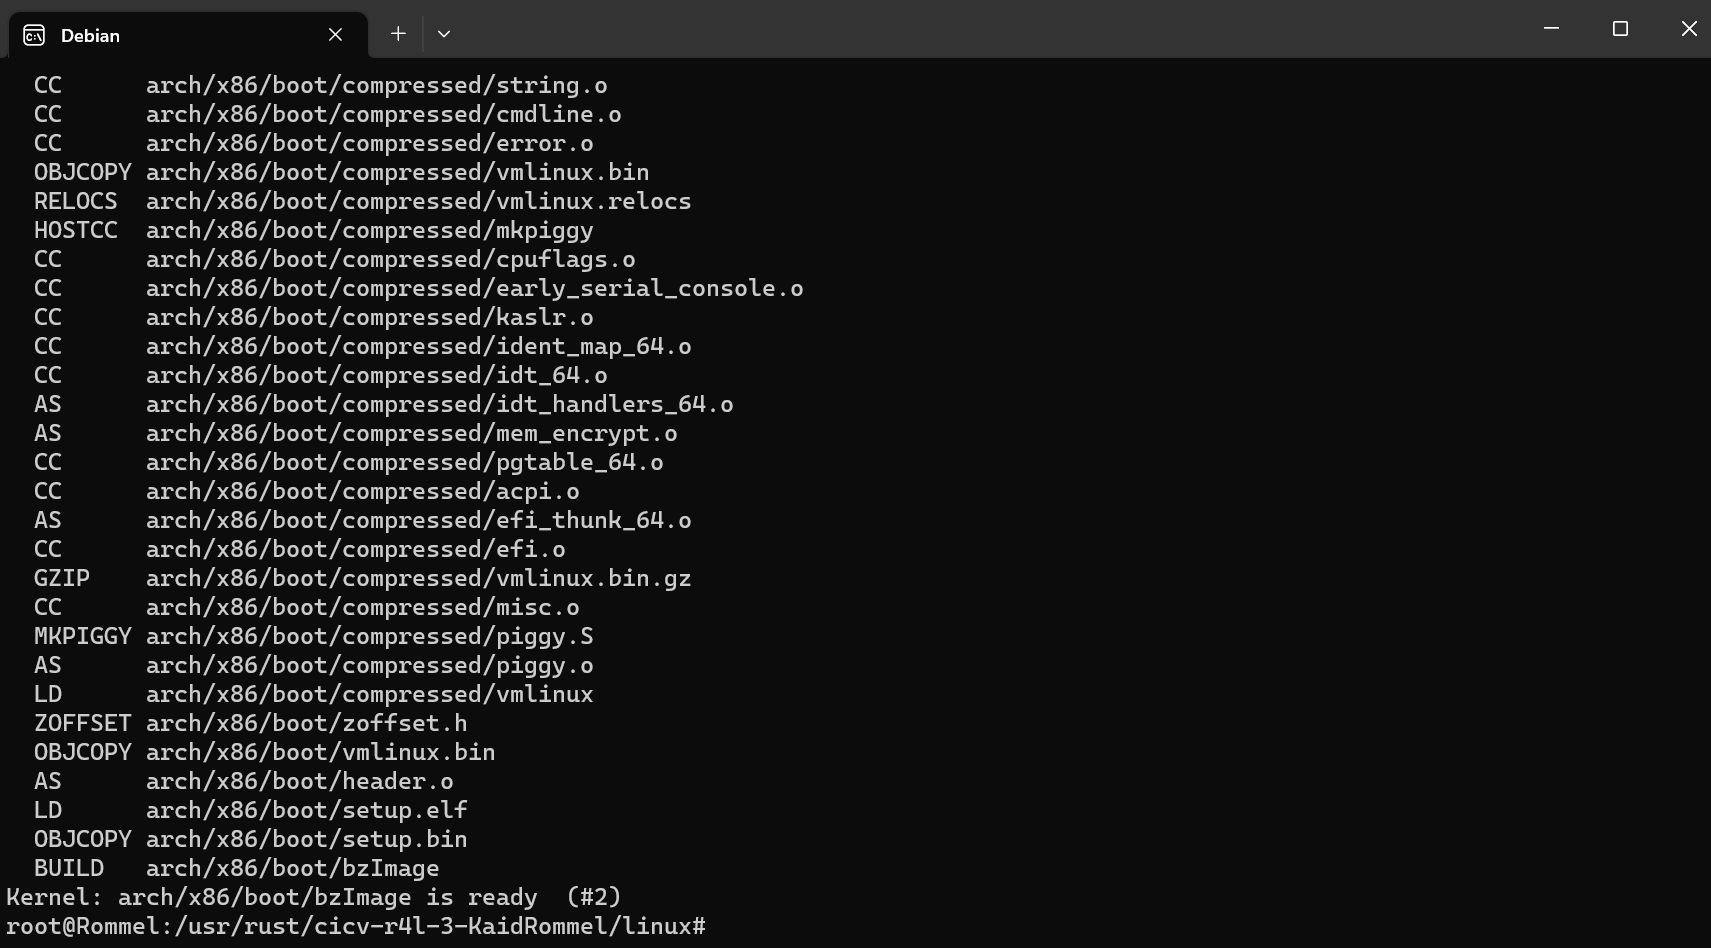 Debian
CC arch/x86/boot/compressed/string.o
CC arch/x86/boot/compressed/cmdline.o
CC arch/x86/boot/compressed/error.o
OBJCOPY arch/x86/boot/compressed/vmlinux.bin
RELOCS arch/x86/boot/compressed/vmlinux.relocs
HOSTCC arch/x86/boot/compressed/mkpiggy
CC arch/x86/boot/compressed/cpuflags.o
CC arch/x86/boot/compressed/early_serial_console.o
CC arch/x86/boot/compressed/kaslr.o
CC arch/x86/boot/compressed/ident_map_64.o
CC arch/x86/boot/compressed/idt_64.o
AS arch/x86/boot/compressed/idt_handlers_64.o
AS arch/x86/boot/compressed/mem_encrypt.o
CC arch/x86/boot/compressed/pgtable_64.o
CC arch/x86/boot/compressed/acpi.o
AS arch/x86/boot/compressed/efi_thunk_64.o
CC arch/x86/boot/compressed/efi.o
GZIP arch/x86/boot/compressed/vmlinux.bin.gz
CC arch/x86/boot/compressed/misc.o
MKPIGGY arch/x86/boot/compressed/piggy.S
AS arch/x86/boot/compressed/piggy.o
LD arch/x86/boot/compressed/vmlinux
ZOFFSET arch/x86/boot/zoffset.h
OBJCOPY arch/x86/boot/vmlinux.bin
AS arch/x86/boot/header.o
LD arch/x86/boot/setup.elf
OBJCOPY arch/x86/boot/setup.bin
BUILD arch/x86/boot/bzImage
Kernel: arch/x86/boot/bzImage is ready (#2)
root@Rommel:/usr/rust/cicv-r4l-3-KaidRommel/linux#